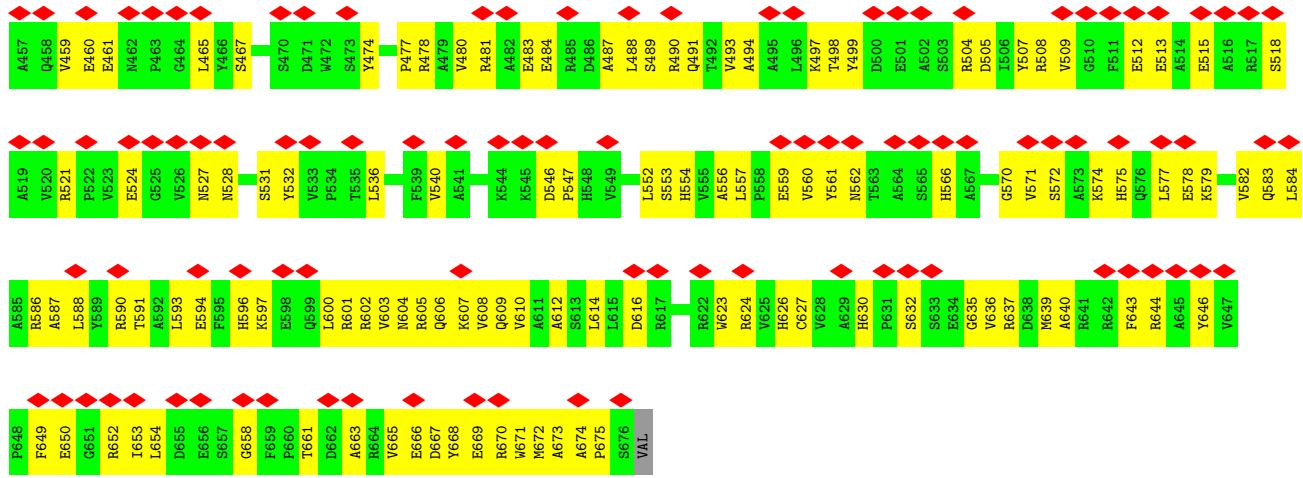 A457 Q458 V459 E460 E461 N462 P463 G464 L465 Y466 S467 S470 D471 W472 S473 Y474 P477 R478 A479 V480 R481 A482 E483 E484 R485 D486 A487 L488 S489 R490 Q491 T492 V493 A494 A495 L496 K497 T498 Y499 D500 E501 A502 S503 R504 D505 I506 Y507 R508 V509 G510 F511 E512 E513 A514 E515 A516 R517 S518
A519 V520 R521 P522 V523 E524 G525 V526 N527 N528 S531 Y532 V533 P534 T535 L536 F539 V540 A541 K544 K545 D546 P547 H548 V549 L552 S553 H554 V555 A556 L557 P558 E559 V560 Y561 N562 T563 A564 S565 H566 A567 G570 V571 S572 A573 K574 H575 Q576 L577 E578 K579 V582 Q583 L584
A585 R586 A587 L588 Y589 R590 T591 A592 L593 E594 F595 H596 K597 E598 Q599 L600 R601 R602 V603 N604 R605 Q606 K607 V608 Q609 V610 A611 A612 S613 L614 L615 D616 R617 R622 W623 R624 V625 H626 C627 V628 A629 H630 P631 S632 S633 E634 G635 V636 R637 D638 M639 A640 R641 R642 F643 R644 A645 Y646 V647
P648 F649 E650 G651 R652 I653 L654 D655 E656 S657 G658 F659 P660 T661 D662 A663 R664 V665 E666 D667 Y668 E669 R670 W671 M672 A673 A674 P675 S676 VAL